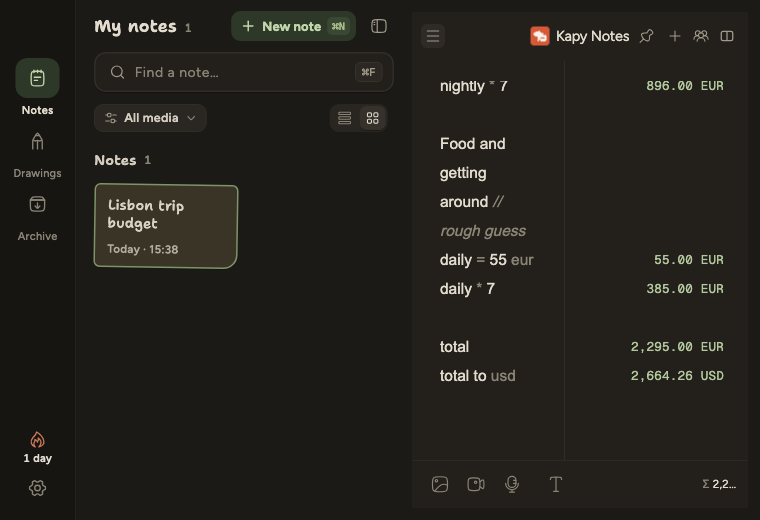 My notes 1
+ New note ⌘N
Find a note... ⌘F
All media
Notes 1
Lisbon trip
budget
Today · 15:38
Notes
Drawings
Archive
1 day
Kapy Notes
nightly * 7 896.00 EUR
Food and
getting
around //
rough guess
daily = 55 eur 55.00 EUR
daily * 7 385.00 EUR
total 2,295.00 EUR
total to usd 2,664.26 USD
Σ 2,2...